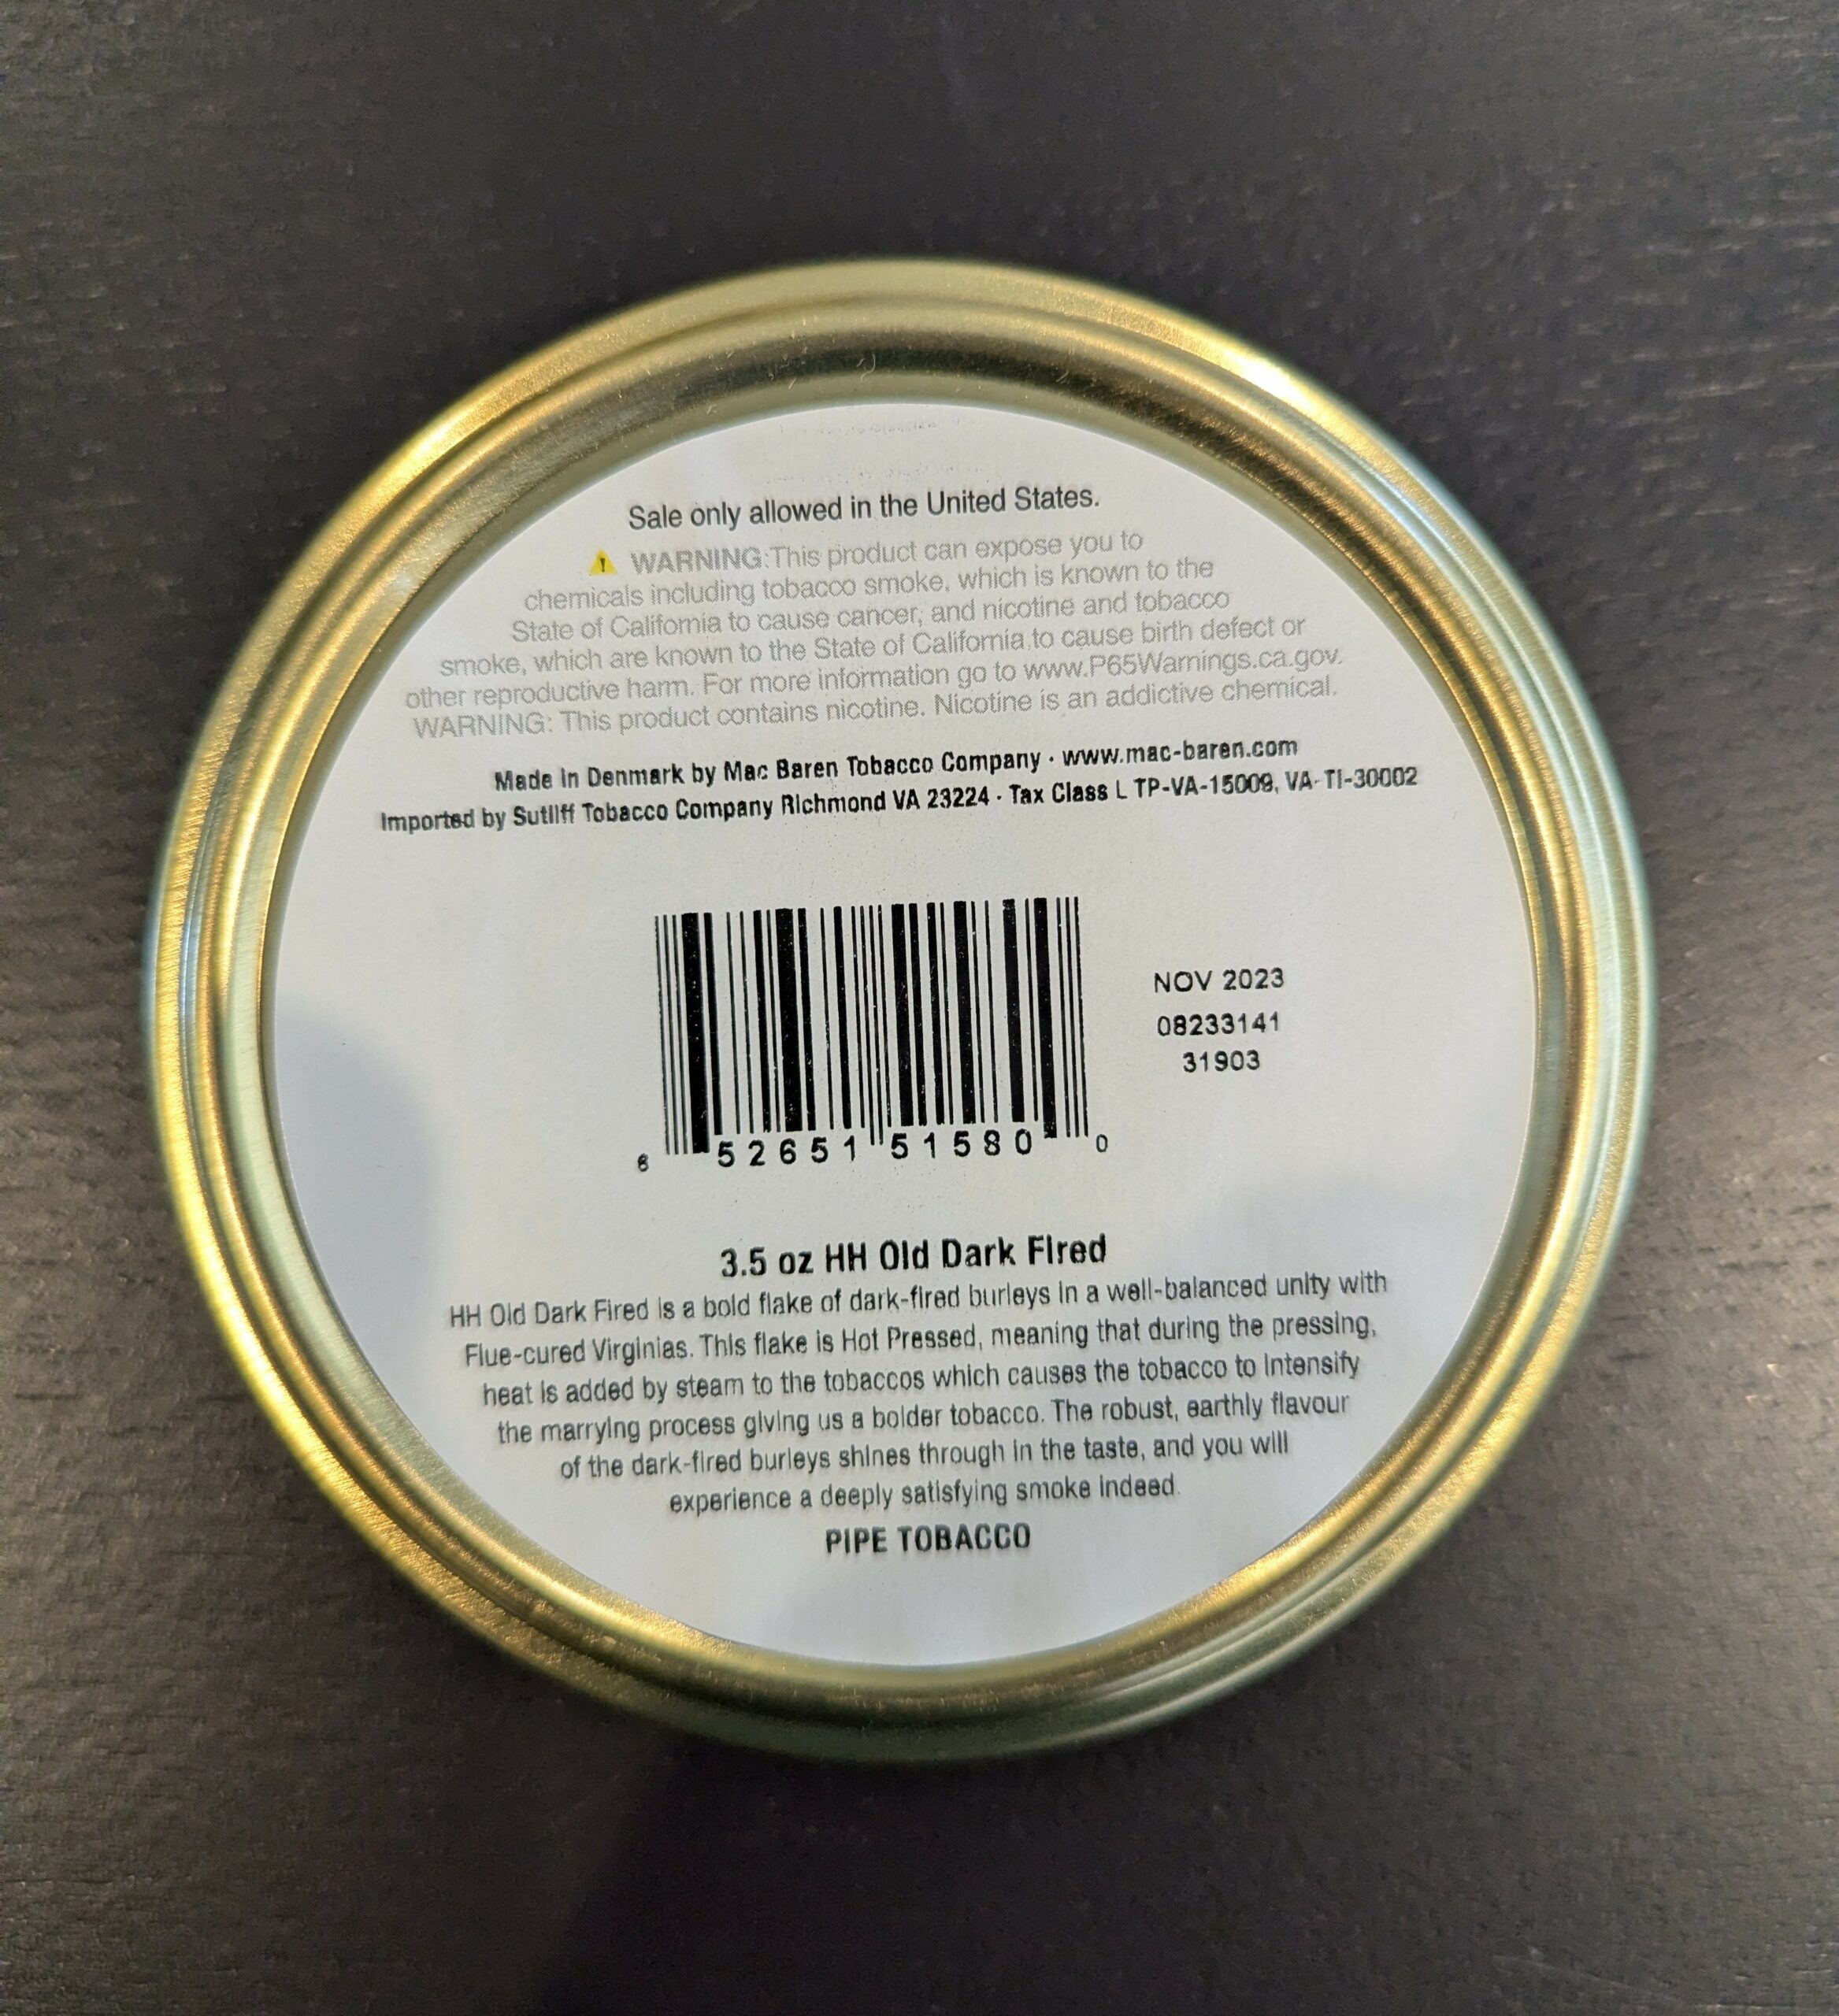 Sale only allowed in the United States.
WARNING:This product can expose you to
chemicals including tobacco smoke, which is known to the
State of California to cause cancer, and nicotine and tobacco
smoke, which are known to the State of California to cause birth defect or
other reproductive harm. For more information go to www.P65Warnings.ca.gov.
WARNING: This product contains nicotine. Nicotine is an addictive chemical.
Made in Denmark by Mac Baren Tobacco Company · www.mac-baren.com
Imported by Sutliff Tobacco Company Richmond VA 23224 · Tax Class L TP-VA-15009, VA-TI-30002
NOV 2023
08233141
31903
6 52651 51580 0
3.5 oz HH Old Dark Fired
HH Old Dark Fired is a bold flake of dark-fired burleys in a well-balanced unity with
Flue-cured Virginias. This flake is Hot Pressed, meaning that during the pressing,
heat is added by steam to the tobaccos which causes the tobacco to intensify
the marrying process giving us a bolder tobacco. The robust, earthly flavour
of the dark-fired burleys shines through in the taste, and you will
experience a deeply satisfying smoke indeed.
PIPE TOBACCO